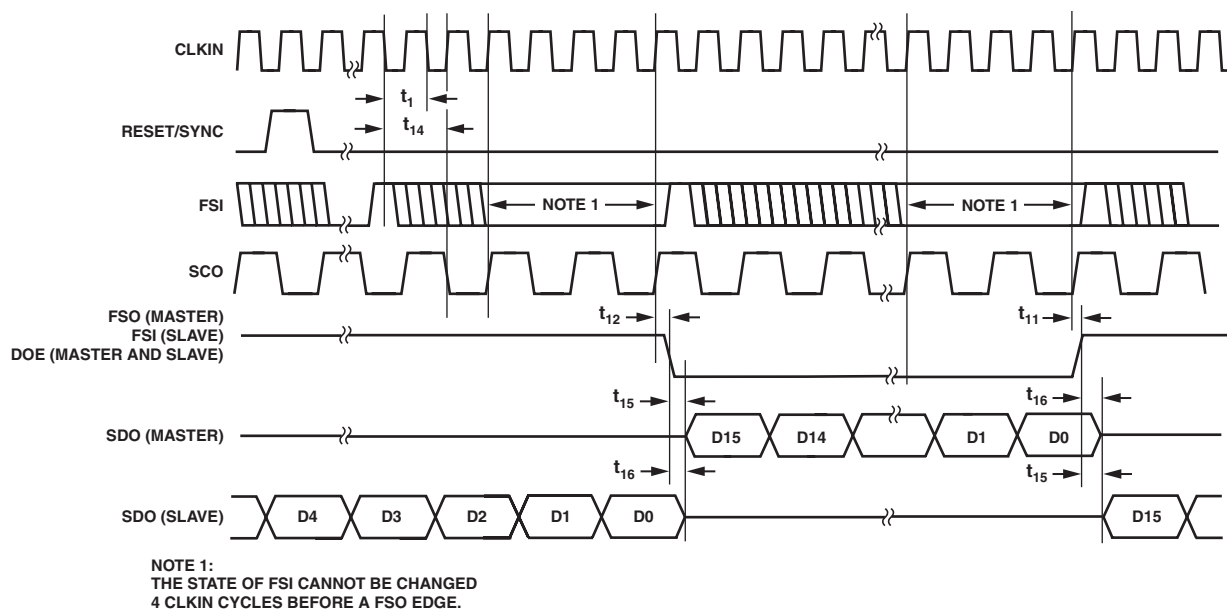 CLKIN
t1
RESET/SYNC
t14
FSI
NOTE 1
NOTE 1
SCO
FSO (MASTER)
FSI (SLAVE)
DOE (MASTER AND SLAVE)
t12
t11
t15
t16
SDO (MASTER)
D15
D14
D1
D0
t16
t15
SDO (SLAVE)
D4
D3
D2
D1
D0
D15
NOTE 1:
THE STATE OF FSI CANNOT BE CHANGED
4 CLKIN CYCLES BEFORE A FSO EDGE.